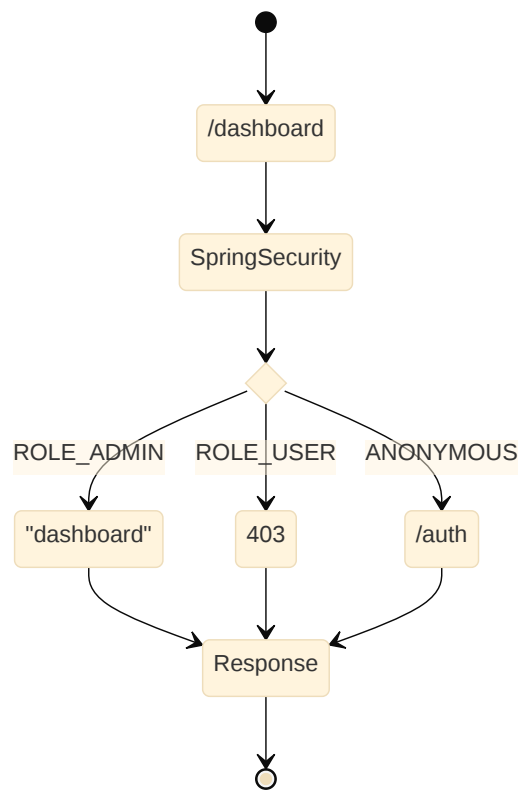 /dashboard
SpringSecurity
ROLE_ADMIN
ROLE_USER
ANONYMOUS
"dashboard"
403
/auth
Response